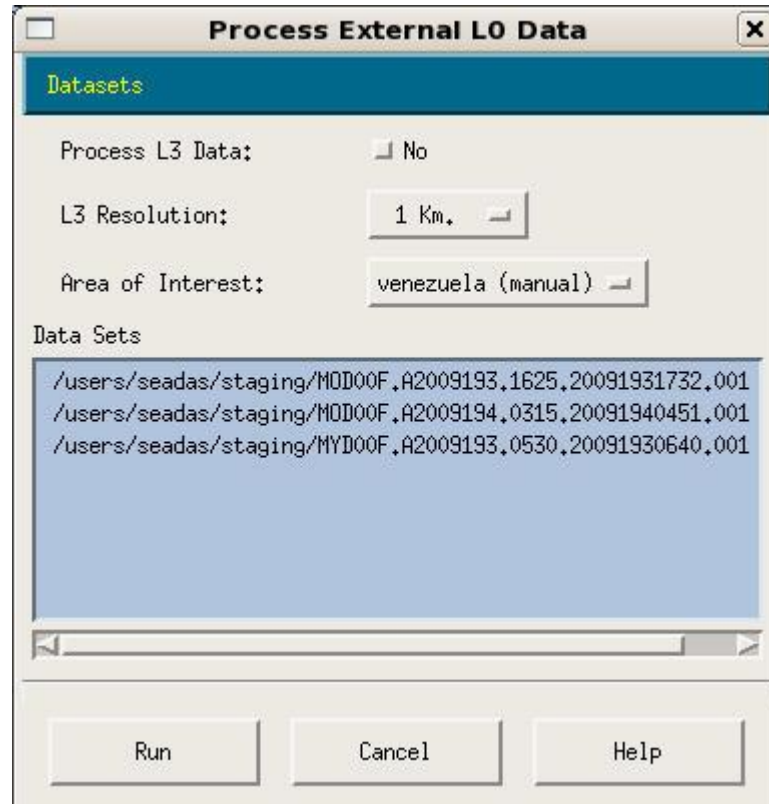 Process External L0 Data
Datasets
Process L3 Data: No
L3 Resolution: 1 Km.
Area of Interest: venezuela (manual)
Data Sets
/users/seadas/staging/MOD00F.A2009193.1625.20091931732.001
/users/seadas/staging/MOD00F.A2009194.0315.20091940451.001
/users/seadas/staging/MYD00F.A2009193.0530.20091930640.001
Run Cancel Help